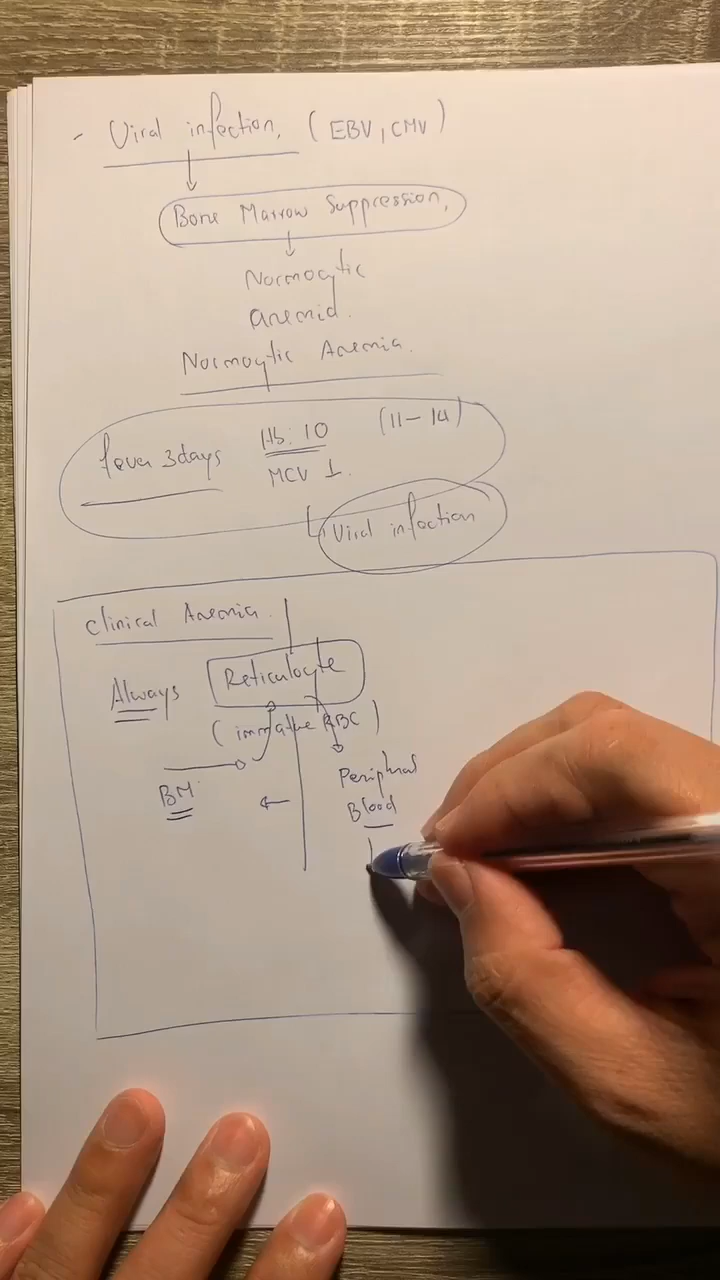 - Viral infection, (EBV, CMV)
Bone Marrow Suppression,
Normocytic
anemia.
Normocytic Anemia.
fever 3days Hb: 10 (11-14)
MCV ⊥.
Viral infection
Clinical Anemia.
Always Reticulocyte
(immature RBC)
BM
Peripheral
Blood